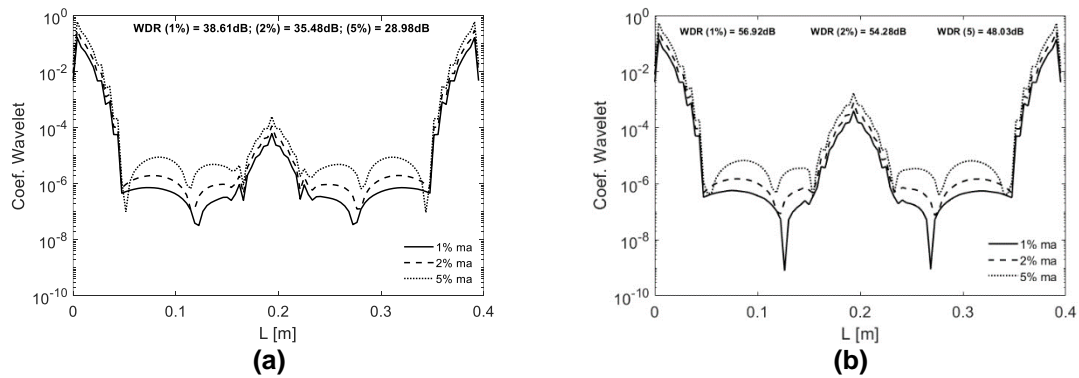 WDR (1%) = 38.61dB; (2%) = 35.48dB; (5%) = 28.98dB
10^0
10^-2
10^-4
10^-6
10^-8
10^-10
Coef. Wavelet
1% ma
2% ma
5% ma
0 0.1 0.2 0.3 0.4
L [m]
(a)
WDR (1%) = 56.92dB WDR (2%) = 54.28dB WDR (5) = 48.03dB
10^0
10^-2
10^-4
10^-6
10^-8
10^-10
Coef. Wavelet
1% ma
2% ma
5% ma
0 0.1 0.2 0.3 0.4
L [m]
(b)